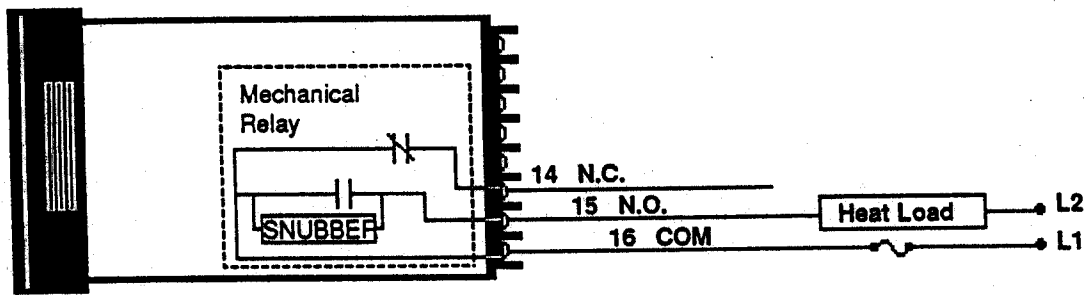 Mechanical
Relay
SNUBBER
14 N.C.
15 N.O.
16 COM
Heat Load
L2
L1